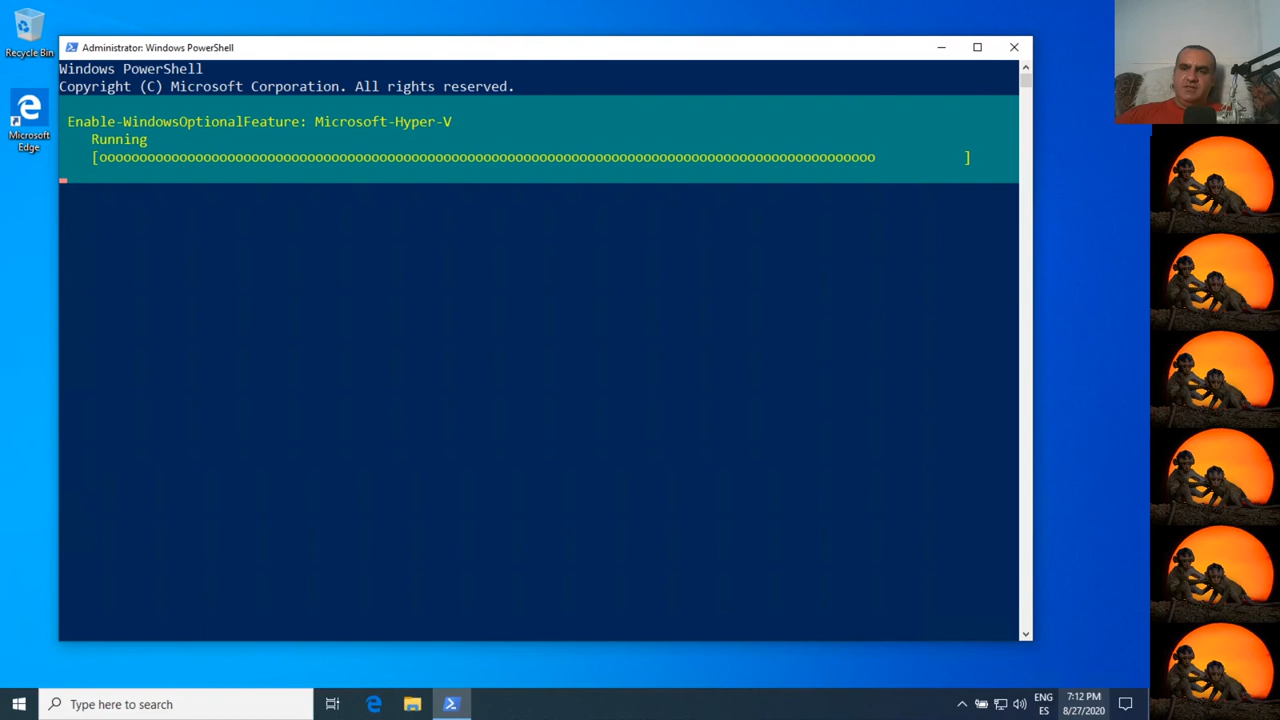 Recycle Bin
Microsoft
Edge
Administrator: Windows PowerShell
Windows PowerShell
Copyright (C) Microsoft Corporation. All rights reserved.
Enable-WindowsOptionalFeature: Microsoft-Hyper-V
Running
[ooooooooooooooooooooooooooooooooooooooooooooooooooooooooooooooooooooooooooooooooooooooooooooooooo           ]
Type here to search
ENG
ES
7:12 PM
8/27/2020